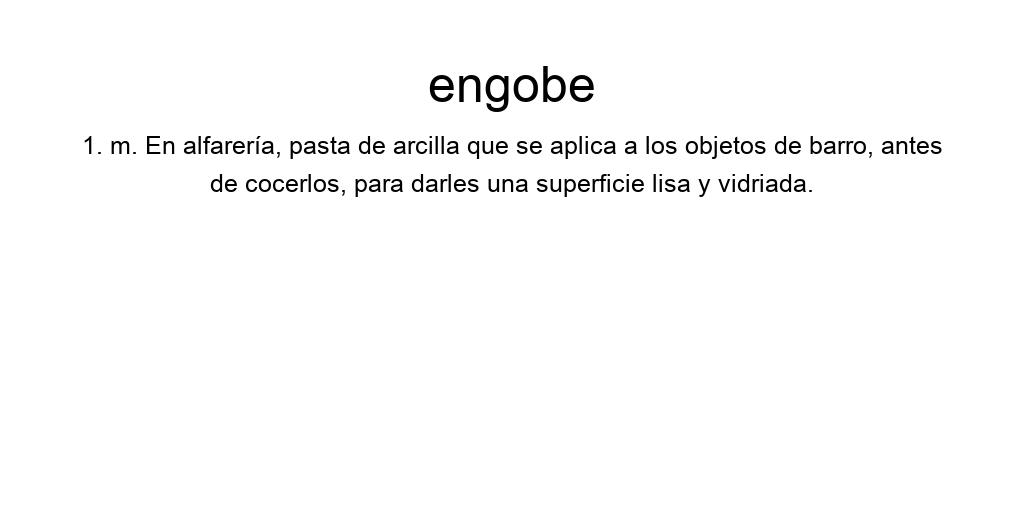 engobe
1. m. En alfarería, pasta de arcilla que se aplica a los objetos de barro, antes
de cocerlos, para darles una superficie lisa y vidriada.